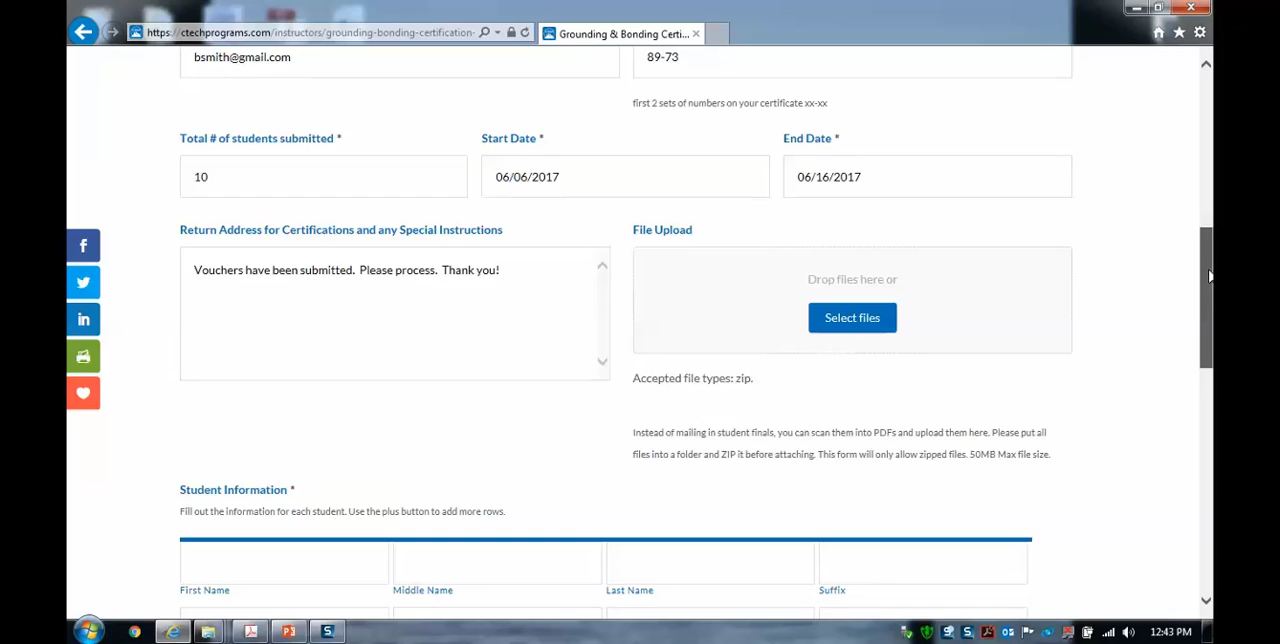 https://ctechprograms.com/instructors/grounding-bonding-certification-
Grounding & Bonding Certi...
bsmith@gmail.com
89-73
first 2 sets of numbers on your certificate xx-xx
Total # of students submitted *
Start Date *
End Date *
10
06/06/2017
06/16/2017
Return Address for Certifications and any Special Instructions
File Upload
Vouchers have been submitted. Please process. Thank you!
Drop files here or
Select files
Accepted file types: zip.
Instead of mailing in student finals, you can scan them into PDFs and upload them here. Please put all
files into a folder and ZIP it before attaching. This form will only allow zipped files. 50MB Max file size.
Student Information *
Fill out the information for each student. Use the plus button to add more rows.
First Name
Middle Name
Last Name
Suffix
12:43 PM